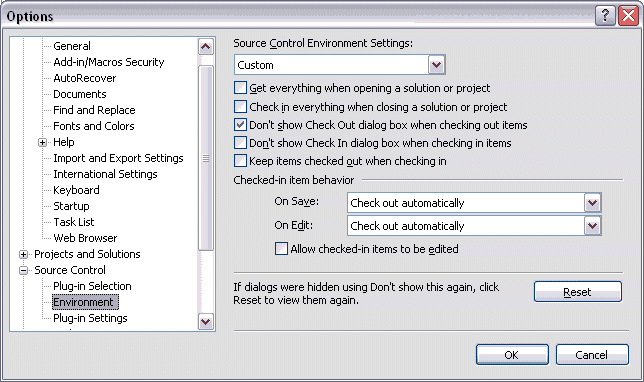 Options
General
Add-in/Macros Security
AutoRecover
Documents
Find and Replace
Fonts and Colors
Help
Import and Export Settings
International Settings
Keyboard
Startup
Task List
Web Browser
Projects and Solutions
Source Control
Plug-in Selection
Environment
Plug-in Settings
Source Control Environment Settings:
Custom
Get everything when opening a solution or project
Check in everything when closing a solution or project
Don't show Check Out dialog box when checking out items
Don't show Check In dialog box when checking in items
Keep items checked out when checking in
Checked-in item behavior
On Save: Check out automatically
On Edit: Check out automatically
Allow checked-in items to be edited
If dialogs were hidden using Don't show this again, click
Reset to view them again.
Reset
OK Cancel